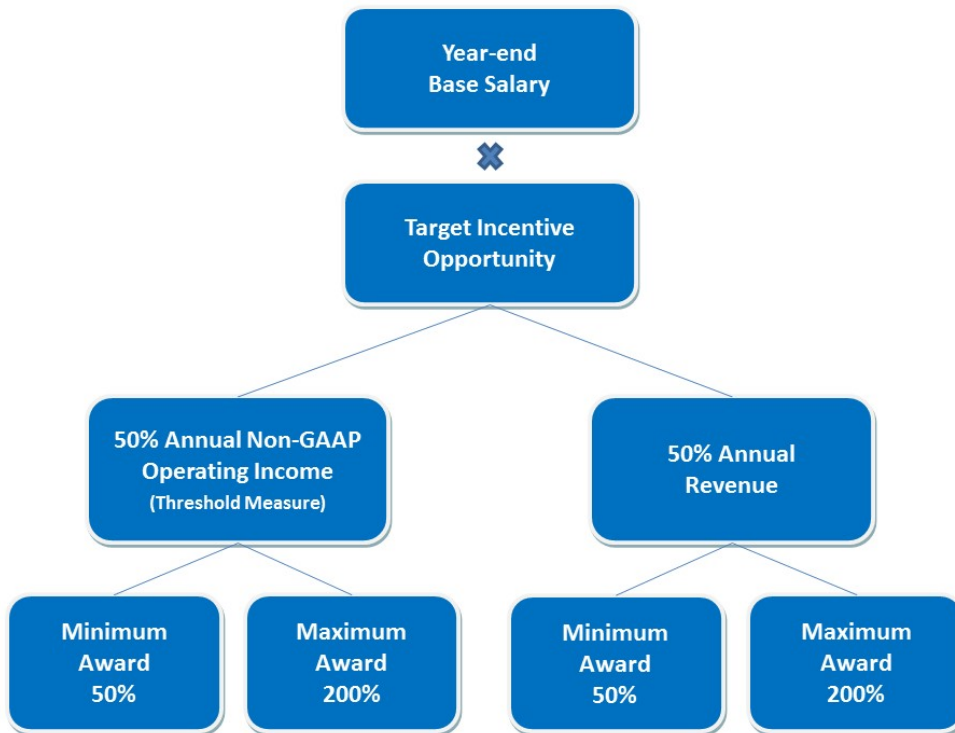 Year-end
Base Salary
Target Incentive
Opportunity
50% Annual Non-GAAP
Operating Income
(Threshold Measure)
50% Annual
Revenue
Minimum
Award
50%
Maximum
Award
200%
Minimum
Award
50%
Maximum
Award
200%